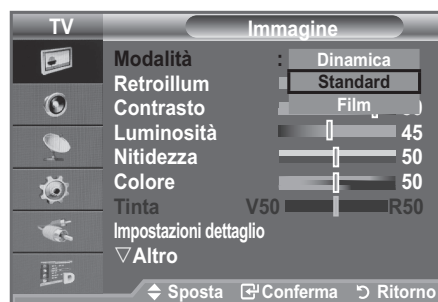 TV Immagine
Modalità : Dinamica
Retroillum Standard
Contrasto Film
Luminosità 45
Nitidezza 50
Colore 50
Tinta V50 R50
Impostazioni dettaglio
▽Altro
Sposta Conferma Ritorno